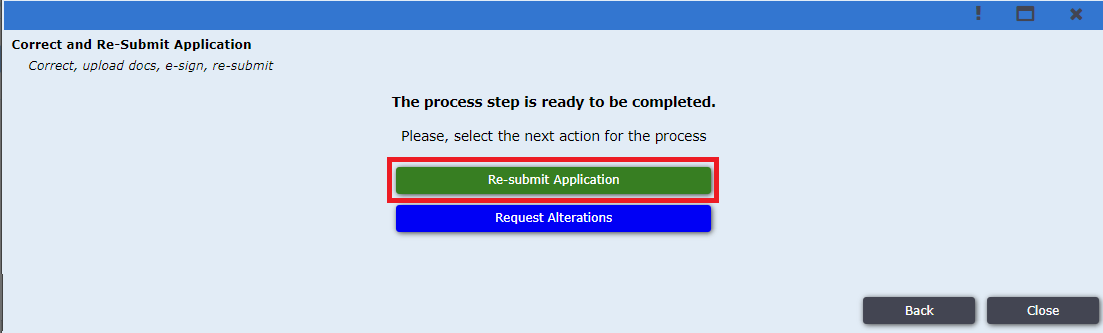 Correct and Re-Submit Application
Correct, upload docs, e-sign, re-submit
The process step is ready to be completed.
Please, select the next action for the process
Re-submit Application
Request Alterations
Back
Close